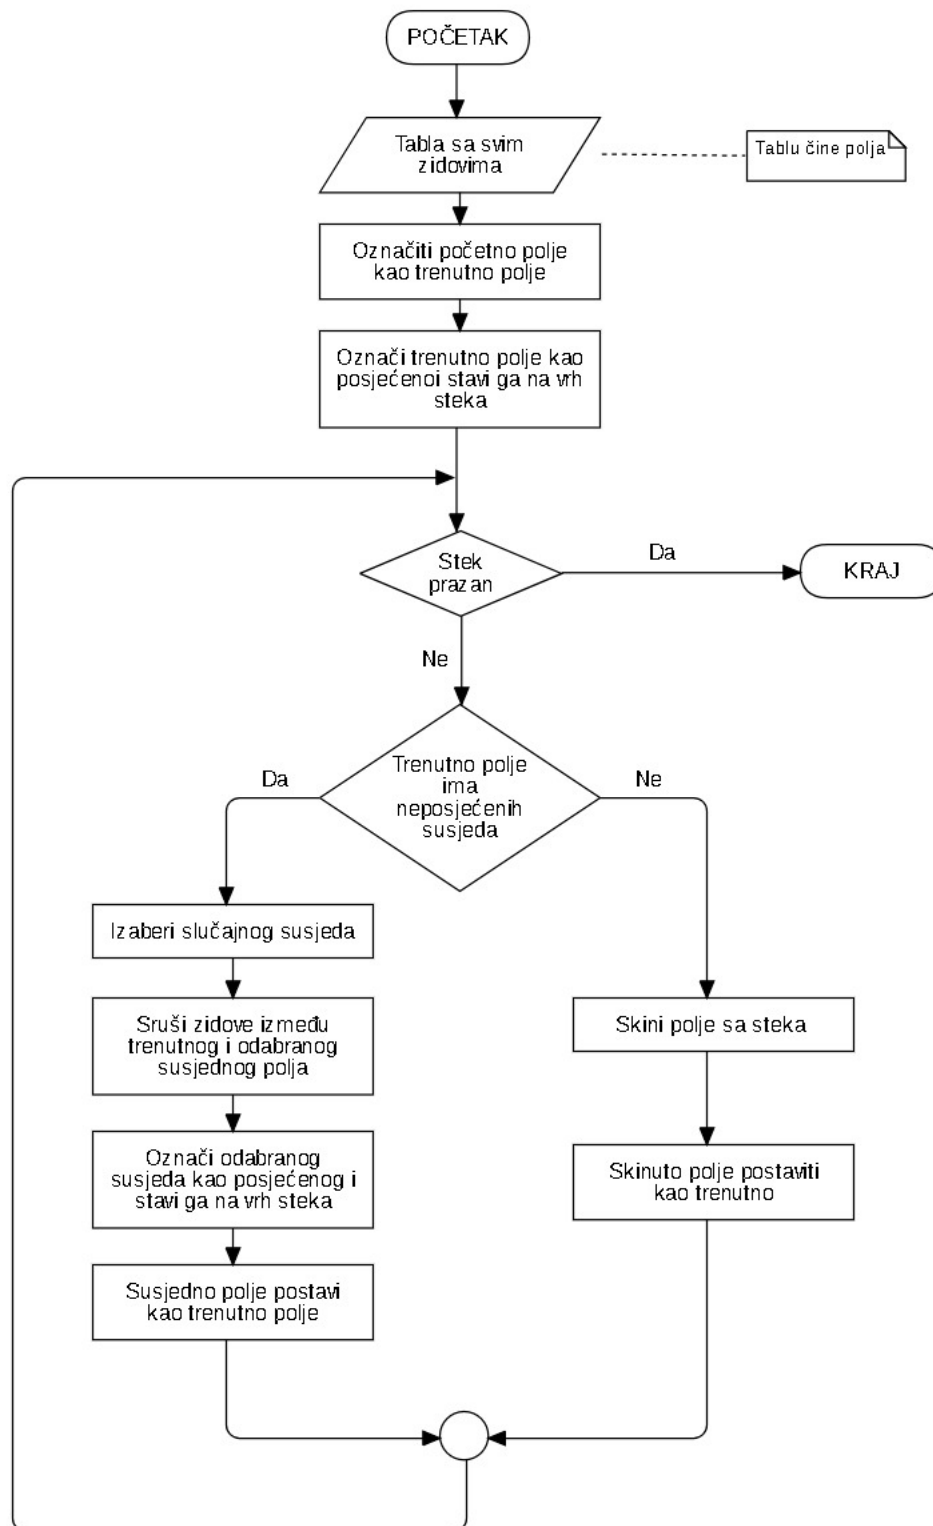 POČETAK
Tabla sa svim
zidovima
Tablu čine polja
Označiti početno polje
kao trenutno polje
Označi trenutno polje kao
posjećenoi stavi ga na vrh
steka
Stek
prazan
Da
KRAJ
Ne
Trenutno polje
ima
neposjećenih
susjeda
Da
Ne
Izaberi slučajnog susjeda
Sruši zidove između
trenutnog i odabranog
susjednog polja
Skini polje sa steka
Označi odabranog
susjeda kao posjećenog i
stavi ga na vrh steka
Skinuto polje postaviti
kao trenutno
Susjedno polje postavi
kao trenutno polje